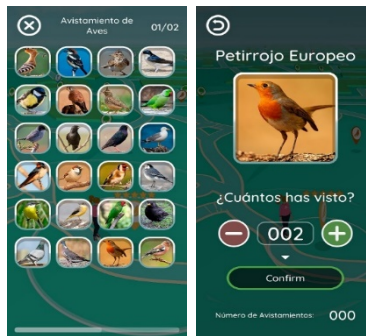 Avistamiento de
Aves
01/02
Petirrojo Europeo
¿Cuántos has visto?
002
Confirm
Número de Avistamientos: 000